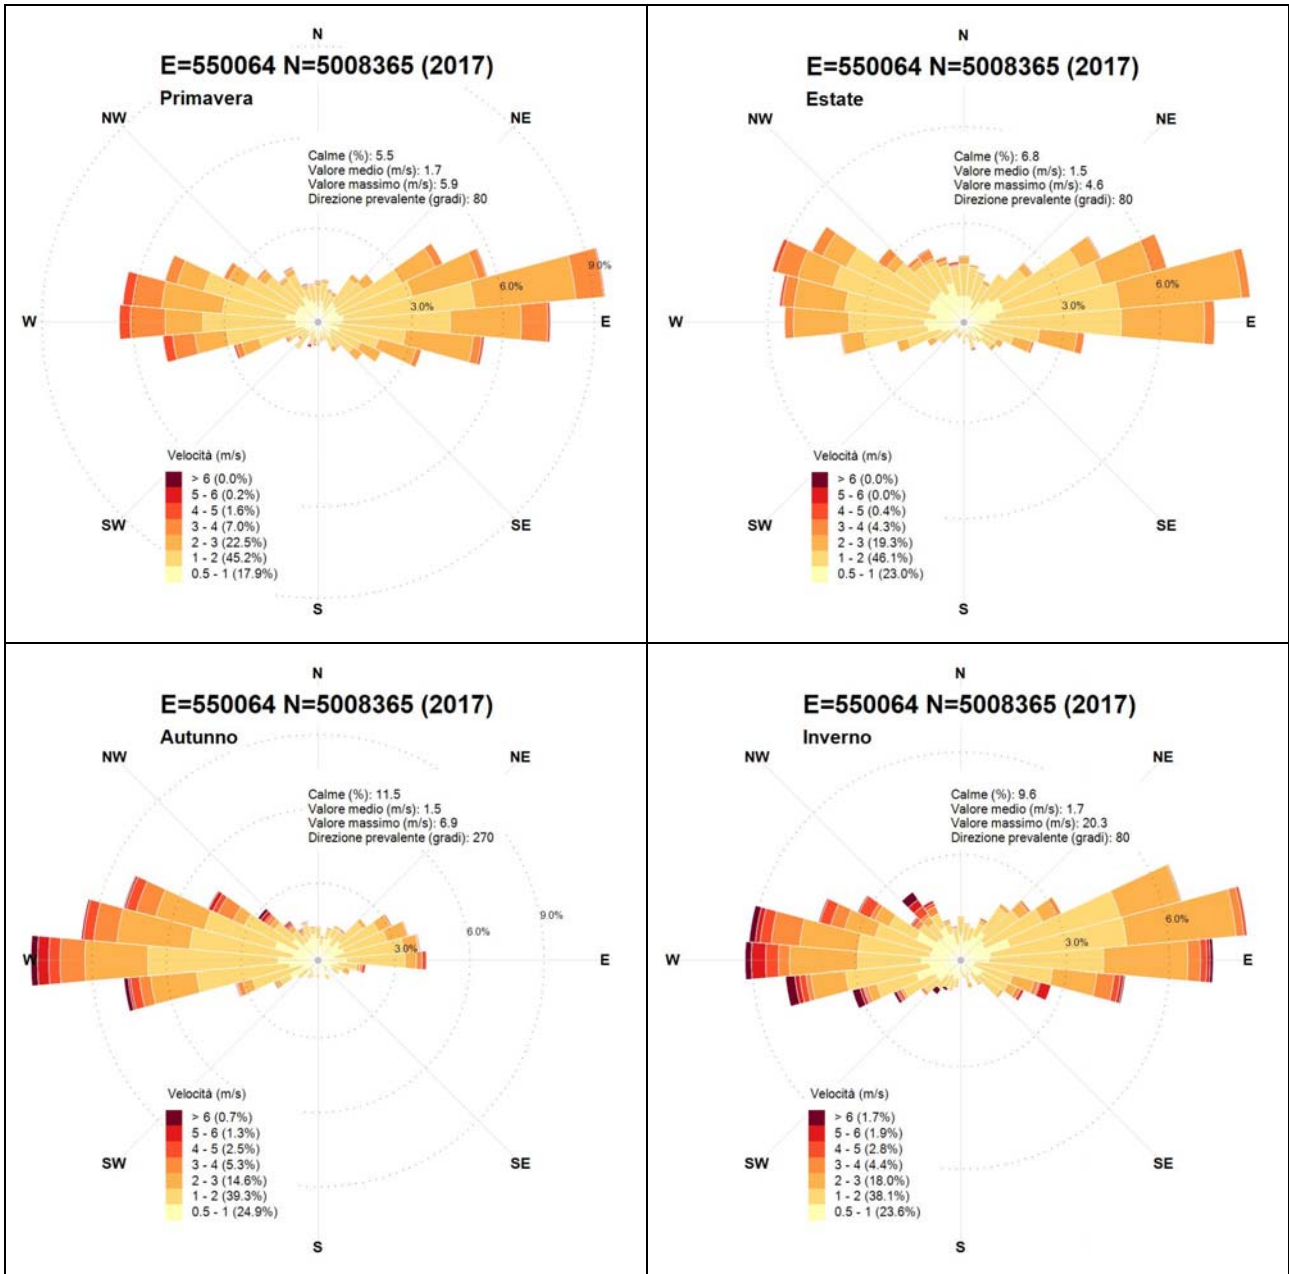 N
E=550064 N=5008365 (2017)
Primavera
NW
NE
Calme (%): 5.5
Valore medio (m/s): 1.7
Valore massimo (m/s): 5.9
Direzione prevalente (gradi): 80
9.0%
6.0%
3.0%
W
E
Velocità (m/s)
> 6 (0.0%)
5 - 6 (0.2%)
4 - 5 (1.6%)
3 - 4 (7.0%)
2 - 3 (22.5%)
1 - 2 (45.2%)
0.5 - 1 (17.9%)
SW
SE
S
N
E=550064 N=5008365 (2017)
Estate
NW
NE
Calme (%): 6.8
Valore medio (m/s): 1.5
Valore massimo (m/s): 4.6
Direzione prevalente (gradi): 80
6.0%
3.0%
W
E
Velocità (m/s)
> 6 (0.0%)
5 - 6 (0.0%)
4 - 5 (0.4%)
3 - 4 (4.3%)
2 - 3 (19.3%)
1 - 2 (46.1%)
0.5 - 1 (23.0%)
SW
SE
S
N
E=550064 N=5008365 (2017)
Autunno
NW
NE
Calme (%): 11.5
Valore medio (m/s): 1.5
Valore massimo (m/s): 6.9
Direzione prevalente (gradi): 270
9.0%
6.0%
3.0%
W
E
Velocità (m/s)
> 6 (0.7%)
5 - 6 (1.3%)
4 - 5 (2.5%)
3 - 4 (5.3%)
2 - 3 (14.6%)
1 - 2 (39.3%)
0.5 - 1 (24.9%)
SW
SE
S
N
E=550064 N=5008365 (2017)
Inverno
NW
NE
Calme (%): 9.6
Valore medio (m/s): 1.7
Valore massimo (m/s): 20.3
Direzione prevalente (gradi): 80
6.0%
3.0%
W
E
Velocità (m/s)
> 6 (1.7%)
5 - 6 (1.9%)
4 - 5 (2.8%)
3 - 4 (4.4%)
2 - 3 (18.0%)
1 - 2 (38.1%)
0.5 - 1 (23.6%)
SW
SE
S